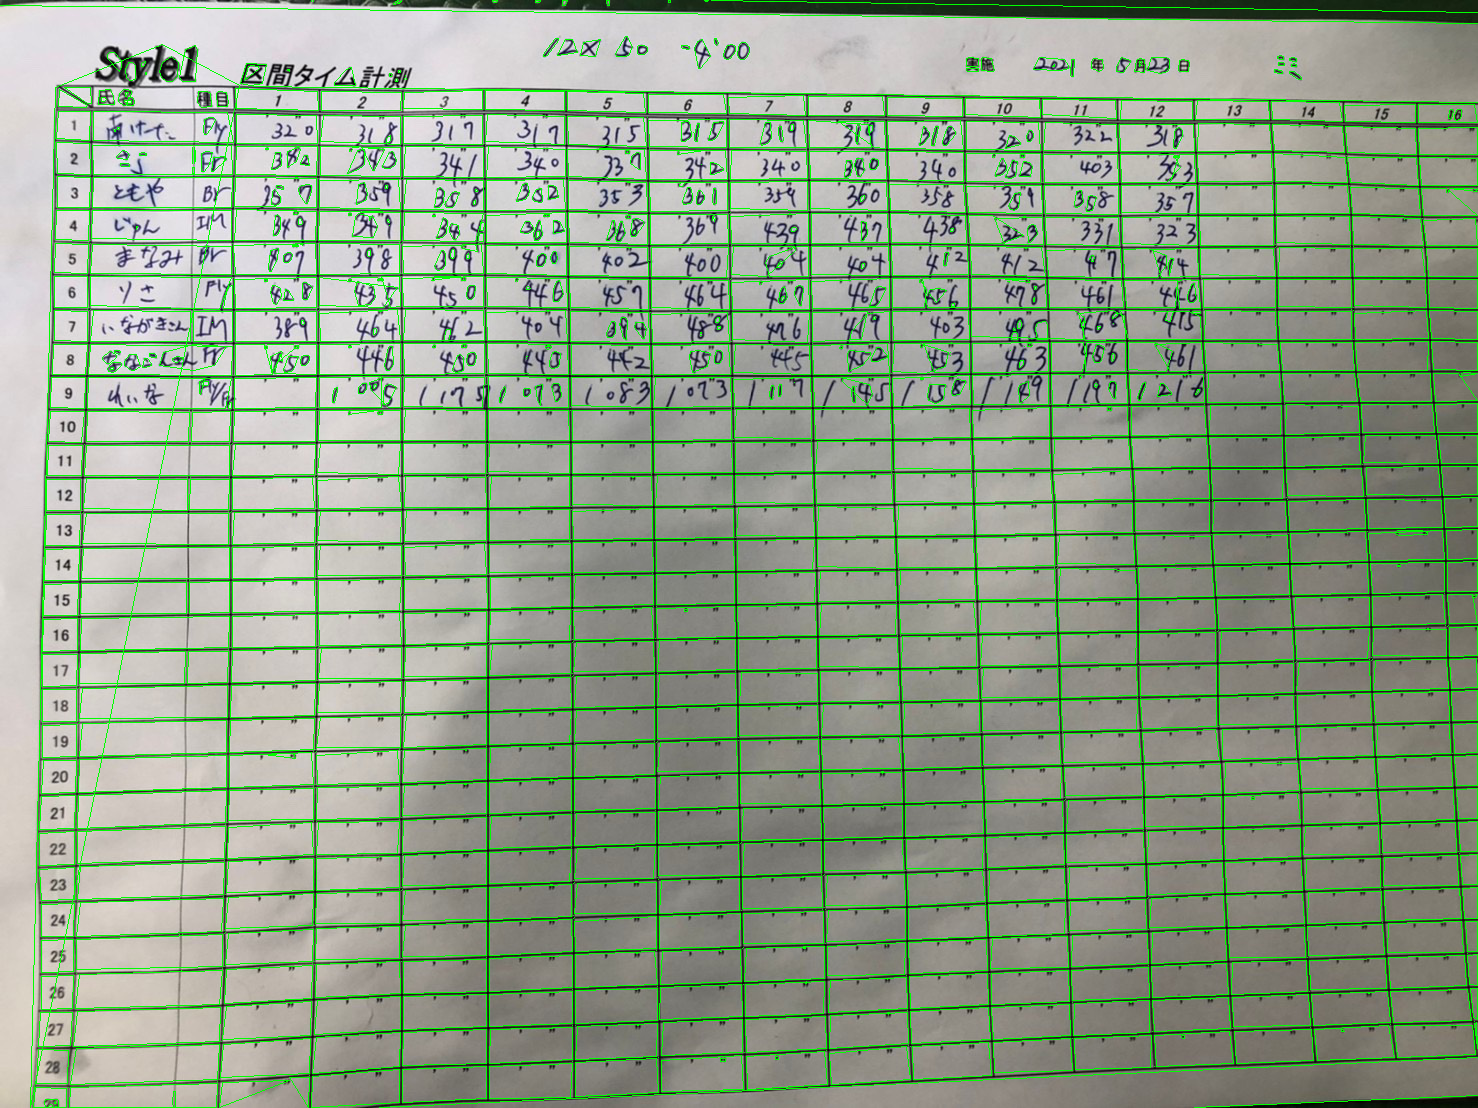 12×50 -4'00
Style1 区間タイム計測 実施 2021 年 5月23日 ミミ
氏名 種目 1 2 3 4 5 6 7 8 9 10 11 12 13 14 15 16
1 Fly 32"0 31"8 31"7 31"7 31"5 31"5 31"9 31"9 31"8 32"0 32"2 31"8
2 さら Fr 34"2 34"3 34"1 34"0 33"7 34"2 34"0 34"0 34"0 35"2 40"3 35"3
3 ともや Br 35"7 35"9 35"8 35"2 35"3 36"1 35"9 36"0 35"8 35"9 35"8 35"7
4 じゅん IM 34"9 34"9 34"4 36"2 36"8 36"9 43"9 43"7 43"8 32"3 33"1 32"3
5 まなみ Br 40"7 39"8 39"9 40"0 40"2 40"0 40"4 40"4 41"2 41"2 41"7 41"4
6 りさ Fly 42"8 43"5 45"0 44"6 45"7 46"4 46"7 46"5 45"6 47"8 46"1 44"6
7 いながきさん IM 38"9 46"4 46"2 40"4 39"4 48"8 47"6 41"9 40"3 49"5 46"8 41"5
8 ななごんさん Fr 45"0 44"6 45"0 44"5 44"2 45"0 44"5 45"2 45"3 46"3 45"6 46"1
9 れいな Fly/Fr 1'00"5 1'07"5 1'07"3 1'08"3 1'07"3 1'11"7 1'14"5 1'15"8 1'14"9 1'19"7 1'21"6
10
11
12
13
14
15
16
17
18
19
20
21
22
23
24
25
26
27
28
29